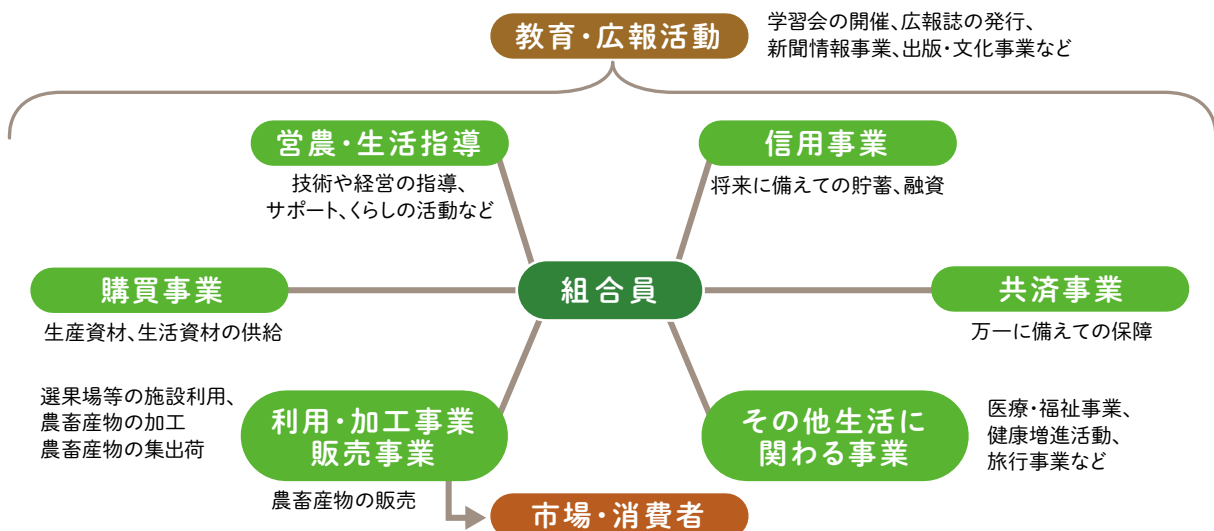 教育・広報活動
学習会の開催、広報誌の発行、
新聞情報事業、出版・文化事業など
営農・生活指導
技術や経営の指導、
サポート、くらしの活動など
信用事業
将来に備えての貯蓄、融資
購買事業
生産資材、生活資材の供給
組合員
共済事業
万一に備えての保障
選果場等の施設利用、
農畜産物の加工
農畜産物の集出荷
利用・加工事業
販売事業
農畜産物の販売
その他生活に
関わる事業
医療・福祉事業、
健康増進活動、
旅行事業など
市場・消費者